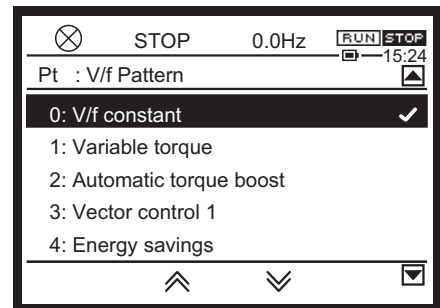 STOP 0.0Hz RUN STOP
15:24
Pt : V/f Pattern
0: V/f constant
1: Variable torque
2: Automatic torque boost
3: Vector control 1
4: Energy savings